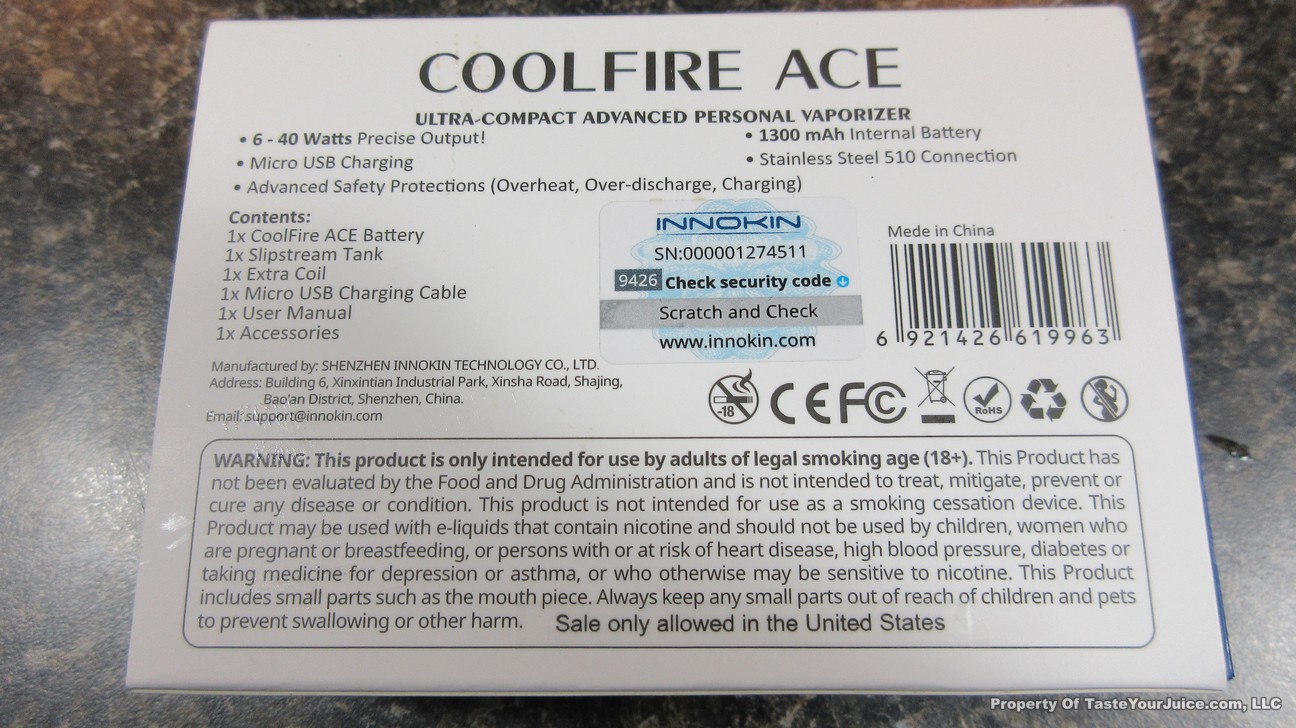 COOLFIRE ACE
ULTRA-COMPACT ADVANCED PERSONAL VAPORIZER
• 6 - 40 Watts Precise Output!
• 1300 mAh Internal Battery
• Micro USB Charging
• Stainless Steel 510 Connection
• Advanced Safety Protections (Overheat, Over-discharge, Charging)
Contents:
1x CoolFire ACE Battery
1x Slipstream Tank
1x Extra Coil
1x Micro USB Charging Cable
1x User Manual
1x Accessories
INNOKIN
SN:000001274511
9426 Check security code
Scratch and Check
www.innokin.com
Made in China
6 921426 619963
Manufactured by: SHENZHEN INNOKIN TECHNOLOGY CO., LTD.
Address: Building 6, Xinxintian Industrial Park, Xinsha Road, Shajing,
Bao'an District, Shenzhen, China.
Email: support@innokin.com
-18 CE FC RoHS
WARNING: This product is only intended for use by adults of legal smoking age (18+). This Product has
not been evaluated by the Food and Drug Administration and is not intended to treat, mitigate, prevent or
cure any disease or condition. This product is not intended for use as a smoking cessation device. This
Product may be used with e-liquids that contain nicotine and should not be used by children, women who
are pregnant or breastfeeding, or persons with or at risk of heart disease, high blood pressure, diabetes or
taking medicine for depression or asthma, or who otherwise may be sensitive to nicotine. This Product
includes small parts such as the mouth piece. Always keep any small parts out of reach of children and pets
to prevent swallowing or other harm. Sale only allowed in the United States
Property Of TasteYourJuice.com, LLC